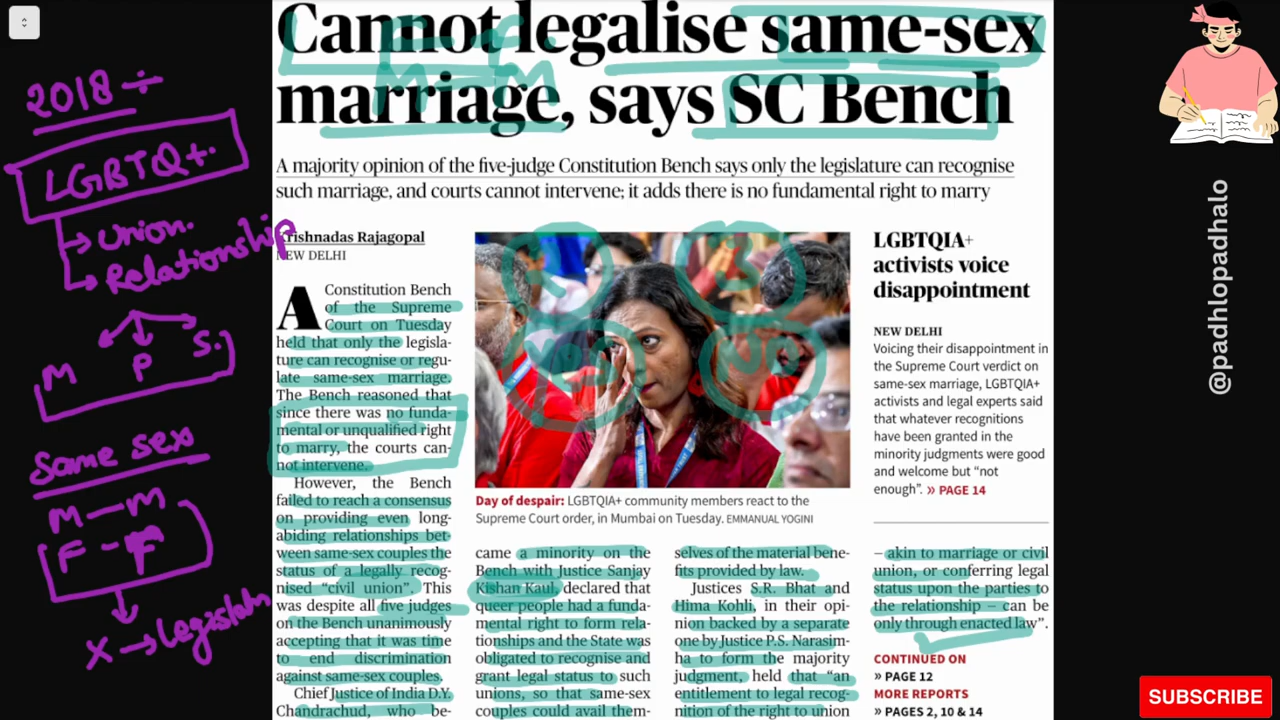 2018 ÷
LGBTQ+.
Union.
Relationship
M P S.
Same sex
M-M
F-F
Cannot legalise same-sex
marriage, says SC Bench
A majority opinion of the five-judge Constitution Bench says only the legislature can recognise
such marriage, and courts cannot intervene; it adds there is no fundamental right to marry
Krishnadas Rajagopal
NEW DELHI
A Constitution Bench
of the Supreme
Court on Tuesday
held that only the legisla-
ture can recognise or regu-
late same-sex marriage.
The Bench reasoned that
since there was no funda-
mental or unqualified right
to marry, the courts can-
not intervene.
However, the Bench
failed to reach a consensus
on providing even long-
abiding relationships bet-
ween same-sex couples the
status of a legally recog-
nised “civil union”. This
was despite all five judges
on the Bench unanimously
accepting that it was time
to end discrimination
against same-sex couples.
Chief Justice of India D.Y.
Chandrachud, who be-
Day of despair: LGBTQIA+ community members react to the
Supreme Court order, in Mumbai on Tuesday. EMMANUAL YOGINI
came a minority on the
Bench with Justice Sanjay
Kishan Kaul, declared that
queer people had a funda-
mental right to form rela-
tionships and the State was
obligated to recognise and
grant legal status to such
unions, so that same-sex
couples could avail them-
selves of the material bene-
fits provided by law.
Justices S.R. Bhat and
Hima Kohli, in their opi-
nion backed by a separate
one by Justice P.S. Narasim-
ha to form the majority
judgment, held that “an
entitlement to legal recog-
nition of the right to union
– akin to marriage or civil
union, or conferring legal
status upon the parties to
the relationship – can be
only through enacted law”.
CONTINUED ON
» PAGE 12
MORE REPORTS
» PAGES 2, 10 & 14
LGBTQIA+
activists voice
disappointment
NEW DELHI
Voicing their disappointment in
the Supreme Court verdict on
same-sex marriage, LGBTQIA+
activists and legal experts said
that whatever recognitions
have been granted in the
minority judgments were good
and welcome but “not
enough”. » PAGE 14
@padhlopadhalo
SUBSCRIBE